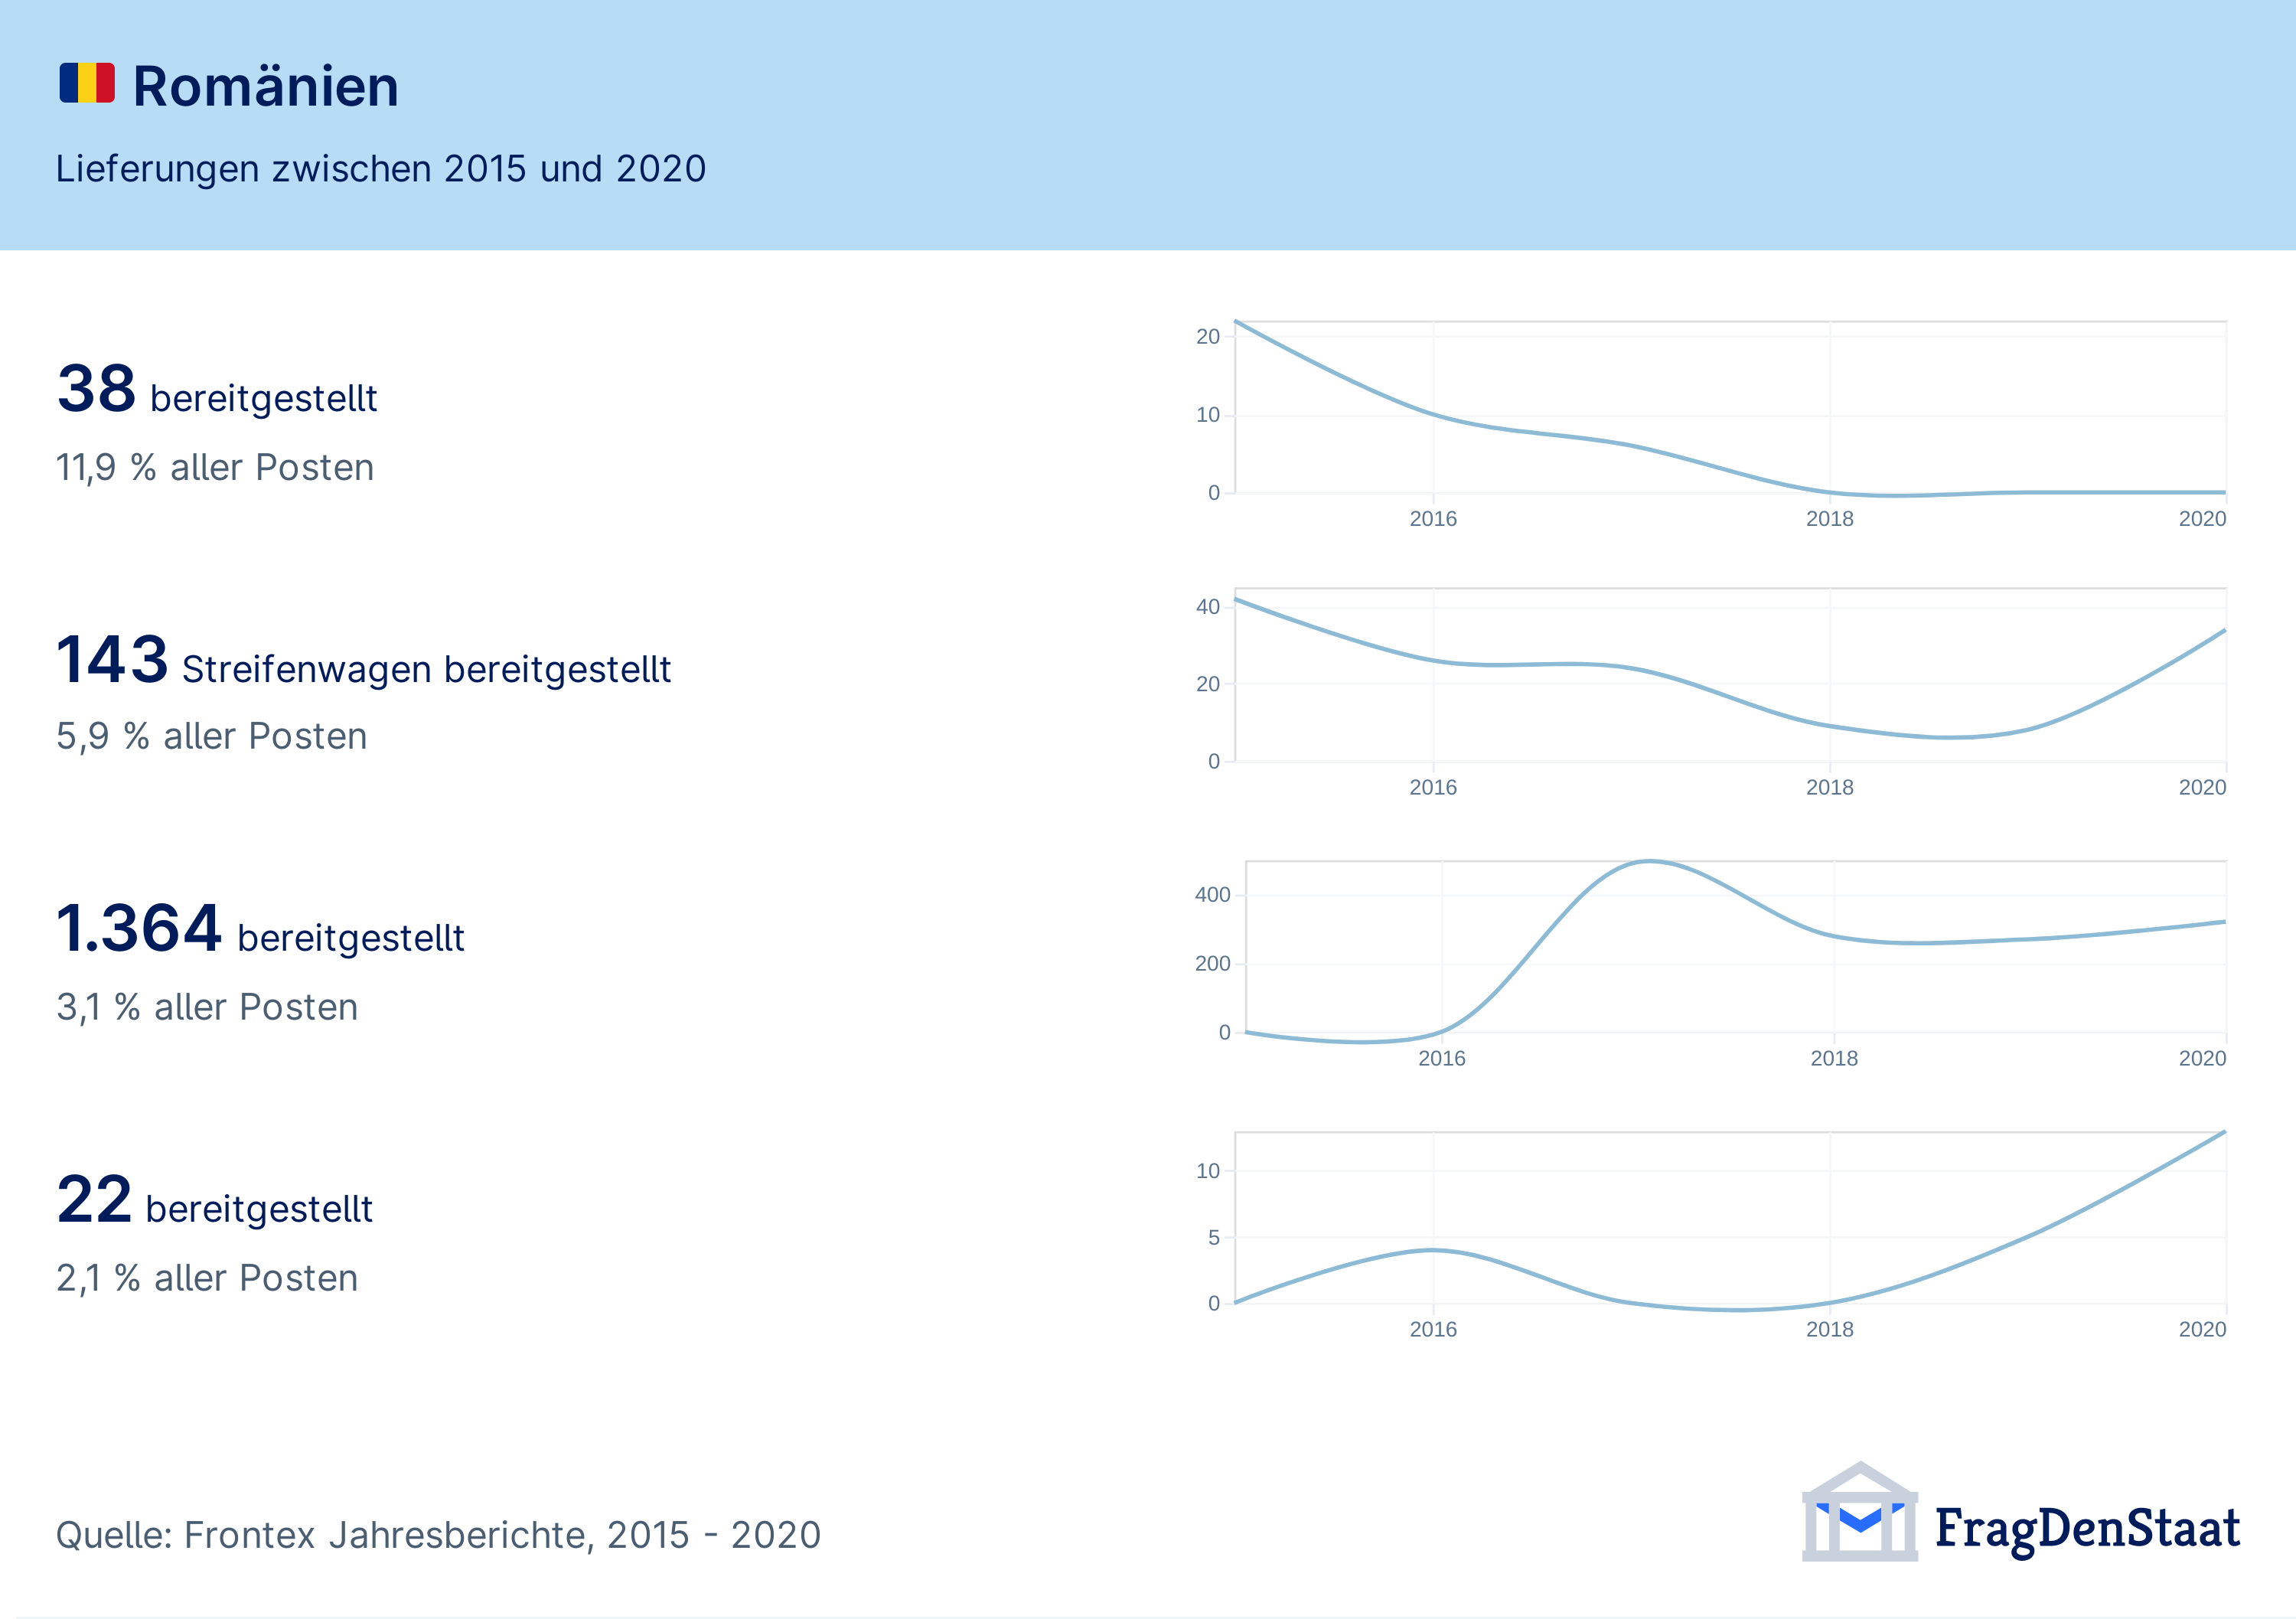 Romänien
Lieferungen zwischen 2015 und 2020
38 bereitgestellt
11,9 % aller Posten
20
10
0
2016
2018
2020
143 Streifenwagen bereitgestellt
5,9 % aller Posten
40
20
0
2016
2018
2020
1.364 bereitgestellt
3,1 % aller Posten
400
200
0
2016
2018
2020
22 bereitgestellt
2,1 % aller Posten
10
5
0
2016
2018
2020
Quelle: Frontex Jahresberichte, 2015 - 2020
FragDenStaat